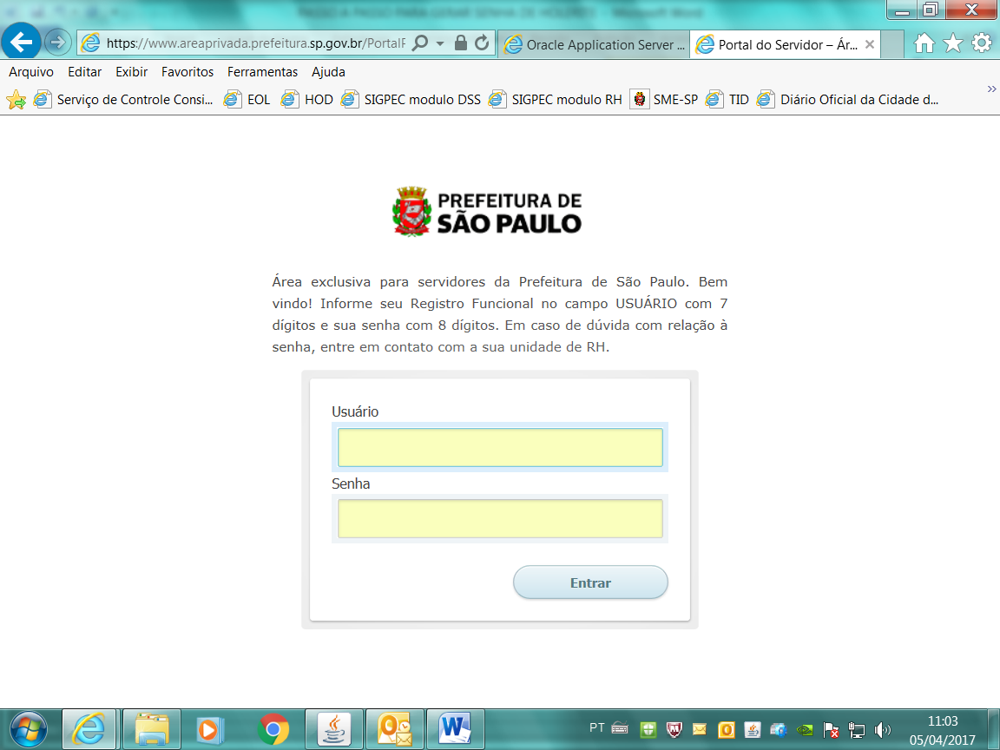 PASSO A PASSO PARA GERAR SENHA DE HOLERITE - Microsoft Word
https://www.areaprivada.prefeitura.sp.gov.br/PortalF
Oracle Application Server ...
Portal do Servidor – Ár...
Arquivo Editar Exibir Favoritos Ferramentas Ajuda
Serviço de Controle Consi... EOL HOD SIGPEC modulo DSS SIGPEC modulo RH SME-SP TID Diário Oficial da Cidade d...
PREFEITURA DE
SÃO PAULO
Área exclusiva para servidores da Prefeitura de São Paulo. Bem
vindo! Informe seu Registro Funcional no campo USUÁRIO com 7
dígitos e sua senha com 8 dígitos. Em caso de dúvida com relação à
senha, entre em contato com a sua unidade de RH.
Usuário
Senha
Entrar
PT
11:03
05/04/2017